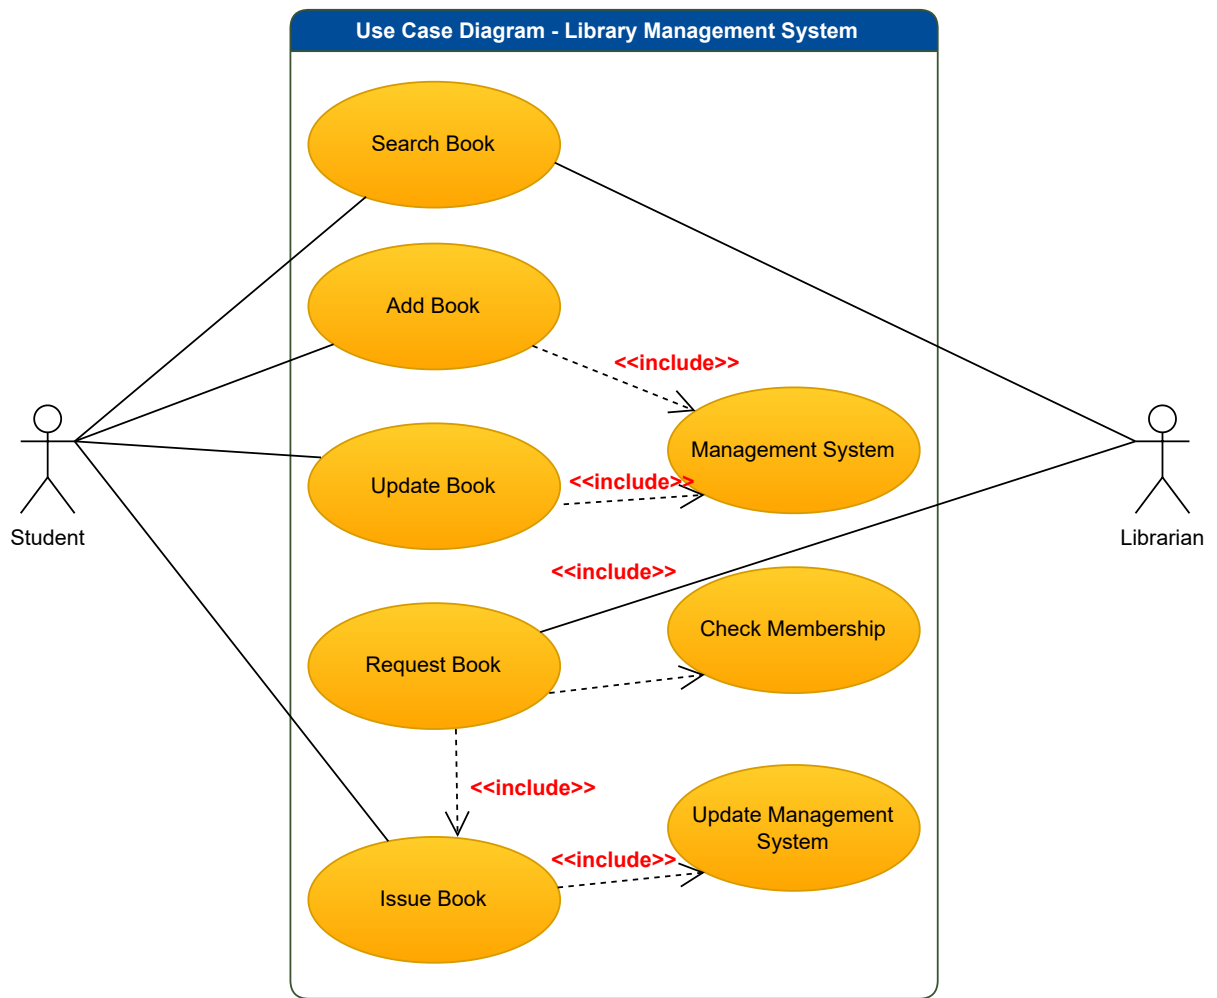 Use Case Diagram - Library Management System
Search Book
Add Book
<<include>>
Management System
Update Book
<<include>>
Student
Librarian
<<include>>
Check Membership
Request Book
<<include>>
Update Management
System
<<include>>
Issue Book